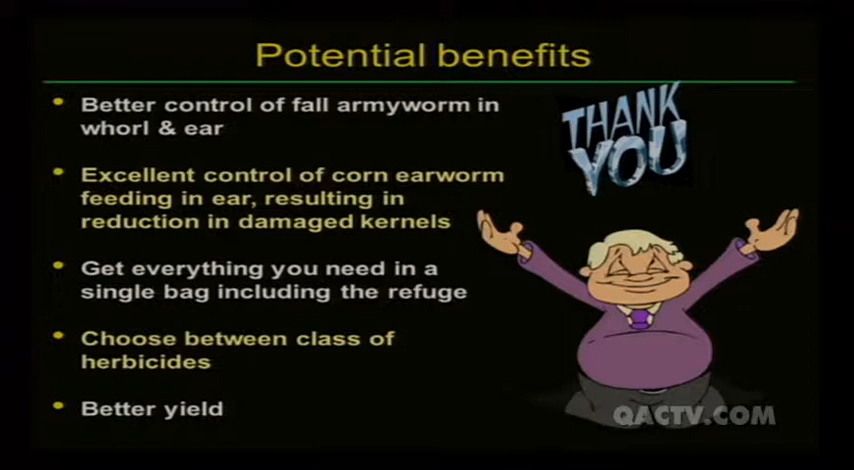 Potential benefits
• Better control of fall armyworm in
whorl & ear
• Excellent control of corn earworm
feeding in ear, resulting in
reduction in damaged kernels
• Get everything you need in a
single bag including the refuge
• Choose between class of
herbicides
• Better yield
THANK
YOU
QACTV.COM